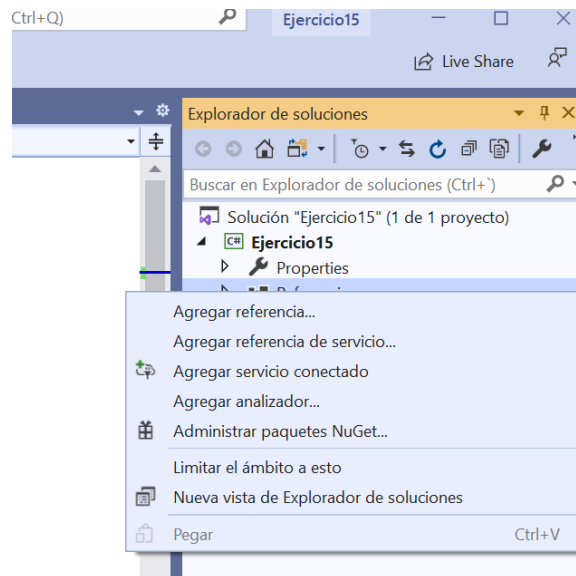 Ctrl+Q)
Ejercicio15
Live Share
Explorador de soluciones
Buscar en Explorador de soluciones (Ctrl+`)
Solución "Ejercicio15" (1 de 1 proyecto)
C# Ejercicio15
Properties
Agregar referencia...
Agregar referencia de servicio...
Agregar servicio conectado
Agregar analizador...
Administrar paquetes NuGet...
Limitar el ámbito a esto
Nueva vista de Explorador de soluciones
Pegar Ctrl+V